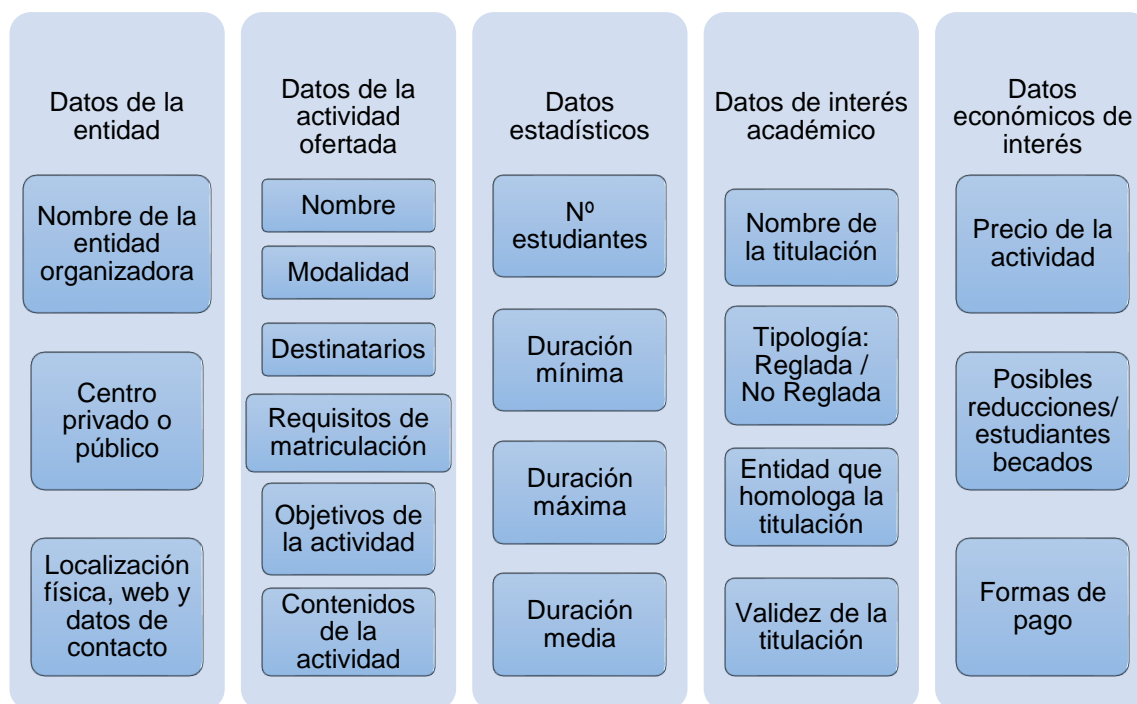 Datos de la
entidad
Nombre de la
entidad
organizadora
Centro
privado o
público
Localización
física, web y
datos de
contacto
Datos de la
actividad
ofertada
Nombre
Modalidad
Destinatarios
Requisitos de
matriculación
Objetivos de
la actividad
Contenidos
de la
actividad
Datos
estadísticos
Nº
estudiantes
Duración
mínima
Duración
máxima
Duración
media
Datos de interés
académico
Nombre de
la titulación
Tipología:
Reglada /
No Reglada
Entidad que
homologa la
titulación
Validez de la
titulación
Datos
económicos de
interés
Precio de la
actividad
Posibles
reducciones/
estudiantes
becados
Formas de
pago